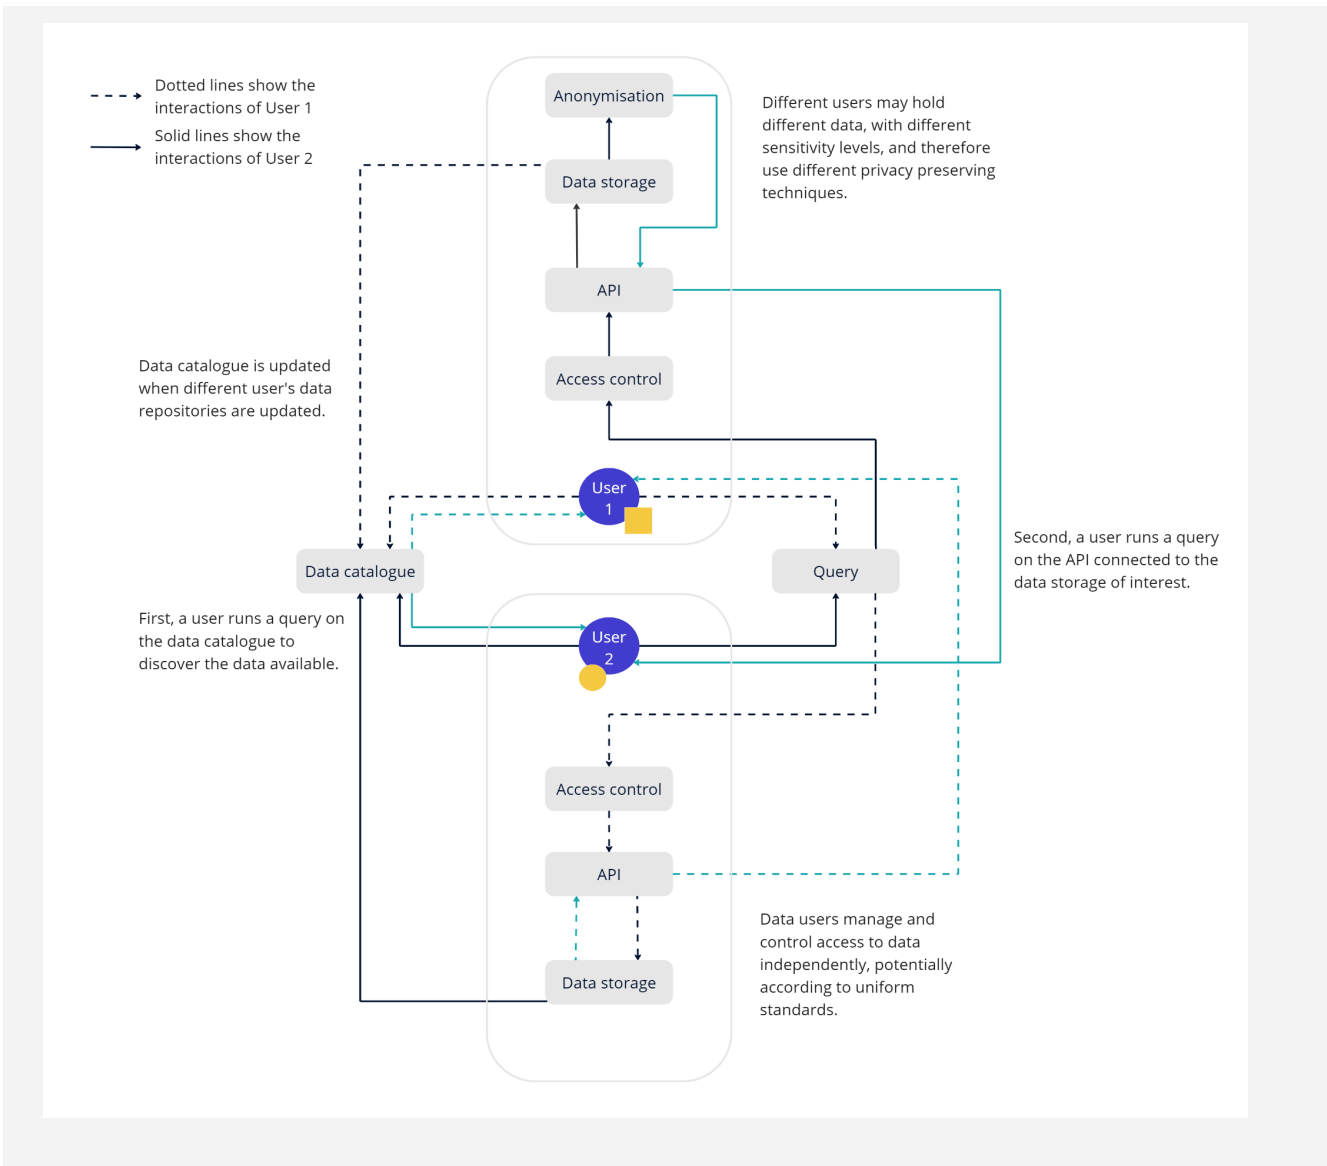 Dotted lines show the
interactions of User 1
Solid lines show the
interactions of User 2
Anonymisation
Different users may hold
different data, with different
sensitivity levels, and therefore
use different privacy preserving
techniques.
Data storage
API
Data catalogue is updated
when different user's data
repositories are updated.
Access control
User
1
Data catalogue
Query
Second, a user runs a query
on the API connected to the
data storage of interest.
First, a user runs a query on
the data catalogue to
discover the data available.
User
2
Access control
API
Data users manage and
control access to data
independently, potentially
according to uniform
standards.
Data storage